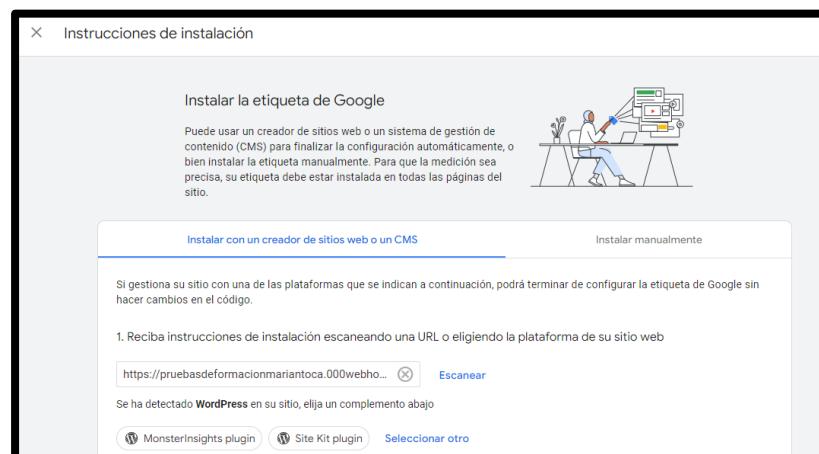 Instrucciones de instalación
Instalar la etiqueta de Google
Puede usar un creador de sitios web o un sistema de gestión de
contenido (CMS) para finalizar la configuración automáticamente, o
bien instalar la etiqueta manualmente. Para que la medición sea
precisa, su etiqueta debe estar instalada en todas las páginas del
sitio.
Instalar con un creador de sitios web o un CMS
Instalar manualmente
Si gestiona su sitio con una de las plataformas que se indican a continuación, podrá terminar de configurar la etiqueta de Google sin
hacer cambios en el código.
1. Reciba instrucciones de instalación escaneando una URL o eligiendo la plataforma de su sitio web
https://pruebasdeformacionmariantoca.000webho... Escanear
Se ha detectado WordPress en su sitio, elija un complemento abajo
MonsterInsights plugin Site Kit plugin Seleccionar otro